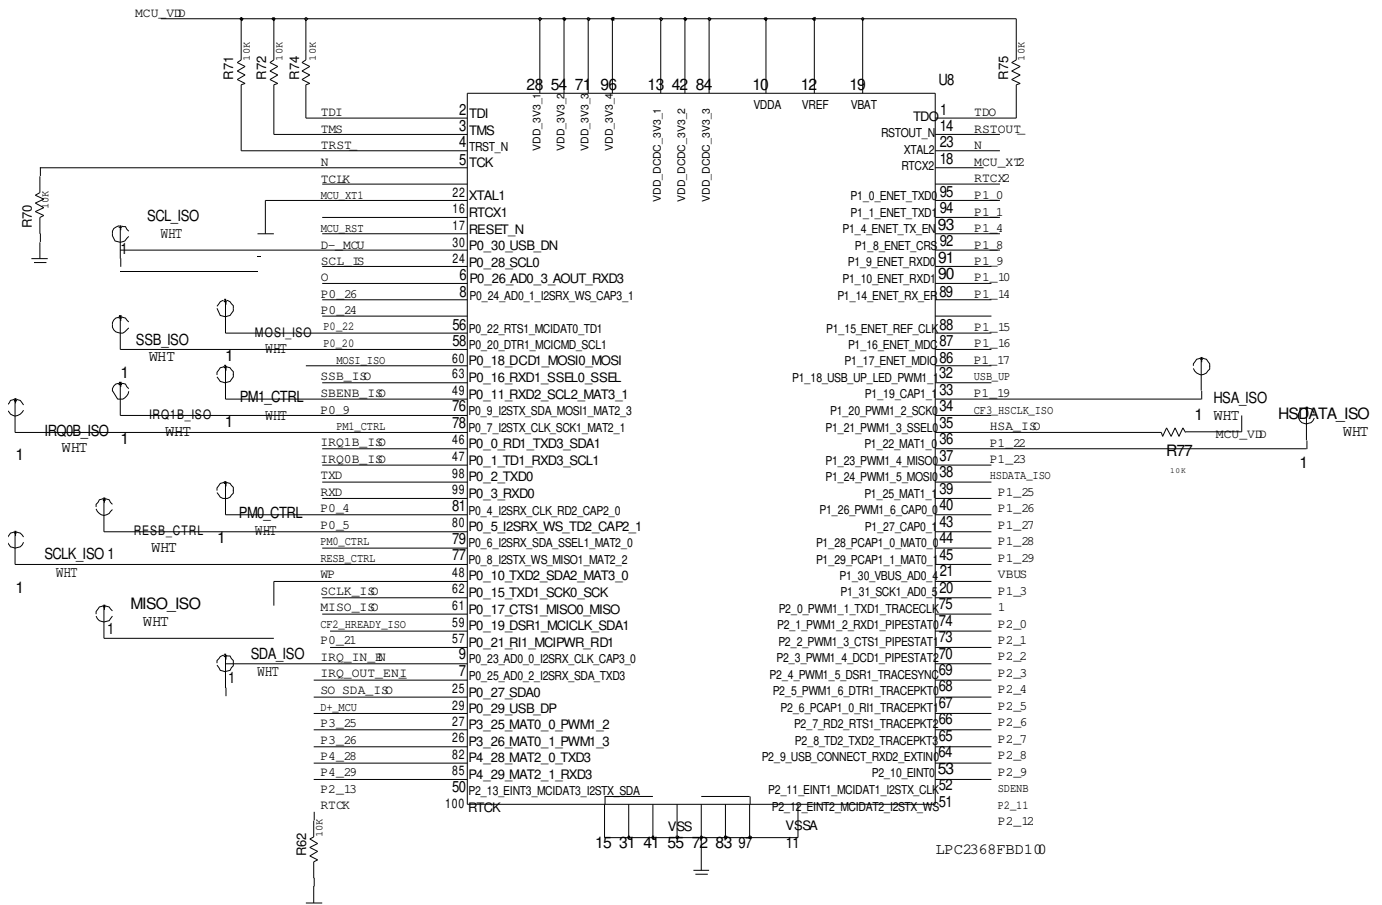 MCU_VDD
R71
10K
R72
10K
R74
10K
R75
10K
28
54
71
96
13
42
84
10
12
19
U8
VDD_3V3_1
VDD_3V3_2
VDD_3V3_3
VDD_3V3_4
VDD_DCDC_3V3_1
VDD_DCDC_3V3_2
VDD_DCDC_3V3_3
VDDA
VREF
VBAT
TDI 2 TDI
TMS 3 TMS
TRST_ 4 TRST_N
N 5 TCK
TCLK
MCU_XT1 22 XTAL1
16 RTCX1
MCU_RST 17 RESET_N
D-_MCU 30 P0_30_USB_DN
SCL_IS 24 P0_28_SCL0
O 6 P0_26_AD0_3_AOUT_RXD3
P0_26 8 P0_24_AD0_1_I2SRX_WS_CAP3_1
P0_24
P0_22 56 P0_22_RTS1_MCIDAT0_TD1
P0_20 58 P0_20_DTR1_MCICMD_SCL1
MOSI_ISO 60 P0_18_DCD1_MOSI0_MOSI
SSB_ISO 63 P0_16_RXD1_SSEL0_SSEL
SBENB_ISO 49 P0_11_RXD2_SCL2_MAT3_1
P0_9 76 P0_9_I2STX_SDA_MOSI1_MAT2_3
PM1_CTRL 78 P0_7_I2STX_CLK_SCK1_MAT2_1
IRQ1B_ISO 46 P0_0_RD1_TXD3_SDA1
IRQ0B_ISO 47 P0_1_TD1_RXD3_SCL1
TXD 98 P0_2_TXD0
RXD 99 P0_3_RXD0
P0_4 81 P0_4_I2SRX_CLK_RD2_CAP2_0
P0_5 80 P0_5_I2SRX_WS_TD2_CAP2_1
PM0_CTRL 79 P0_6_I2SRX_SDA_SSEL1_MAT2_0
RESB_CTRL 77 P0_8_I2STX_WS_MISO1_MAT2_2
WP 48 P0_10_TXD2_SDA2_MAT3_0
SCLK_ISO 62 P0_15_TXD1_SCK0_SCK
MISO_ISO 61 P0_17_CTS1_MISO0_MISO
CF2_HREADY_ISO 59 P0_19_DSR1_MCICLK_SDA1
P0_21 57 P0_21_RI1_MCIPWR_RD1
IRQ_IN_EN 9 P0_23_AD0_0_I2SRX_CLK_CAP3_0
IRQ_OUT_ENI 7 P0_25_AD0_2_I2SRX_SDA_TXD3
SO SDA_ISO 25 P0_27_SDA0
D+_MCU 29 P0_29_USB_DP
P3_25 27 P3_25_MAT0_0_PWM1_2
P3_26 26 P3_26_MAT0_1_PWM1_3
P4_28 82 P4_28_MAT2_0_TXD3
P4_29 85 P4_29_MAT2_1_RXD3
P2_13 50 P2_13_EINT3_MCIDAT3_I2STX_SDA
RTCK 100 RTCK
R70
10K
SCL_ISO
WHT
1
SSB_ISO
WHT
MOSI_ISO
WHT
1
PM1_CTRL
WHT
1
IRQ1B_ISO
WHT
1
IRQ0B_ISO
WHT
1
PM0_CTRL
WHT
1
RESB_CTRL
WHT
SCLK_ISO 1
WHT
1
MISO_ISO
WHT
1
SDA_ISO
WHT
1
R62
10K
TDO 1 TDO
RSTOUT_N 14 RSTOUT_
XTAL2 23 N
RTCX2 18 MCU_XT2
RTCX2
P1_0_ENET_TXD0 95 P1_0
P1_1_ENET_TXD1 94 P1_1
P1_4_ENET_TX_EN 93 P1_4
P1_8_ENET_CRS 92 P1_8
P1_9_ENET_RXD0 91 P1_9
P1_10_ENET_RXD1 90 P1_10
P1_14_ENET_RX_ER 89 P1_14
P1_15_ENET_REF_CLK 88 P1_15
P1_16_ENET_MDC 87 P1_16
P1_17_ENET_MDIO 86 P1_17
P1_18_USB_UP_LED_PWM1_1 32 USB_UP
P1_19_CAP1_1 33 P1_19
P1_20_PWM1_2_SCK0 34 CF3_HSCLK_ISO
P1_21_PWM1_3_SSEL0 35 HSA_ISO
P1_22_MAT1_0 36 P1_22
P1_23_PWM1_4_MISO0 37 P1_23
P1_24_PWM1_5_MOSI0 38 HSDATA_ISO
P1_25_MAT1_1 39 P1_25
P1_26_PWM1_6_CAP0_0 40 P1_26
P1_27_CAP0_1 43 P1_27
P1_28_PCAP1_0_MAT0_0 44 P1_28
P1_29_PCAP1_1_MAT0_1 45 P1_29
P1_30_VBUS_AD0_4 21 VBUS
P1_31_SCK1_AD0_5 20 P1_3
P2_0_PWM1_1_TXD1_TRACECLK 75 1
P2_1_PWM1_2_RXD1_PIPESTAT0 74 P2_0
P2_2_PWM1_3_CTS1_PIPESTAT1 73 P2_1
P2_3_PWM1_4_DCD1_PIPESTAT2 70 P2_2
P2_4_PWM1_5_DSR1_TRACESYNC 69 P2_3
P2_5_PWM1_6_DTR1_TRACEPKT0 68 P2_4
P2_6_PCAP1_0_RI1_TRACEPKT1 67 P2_5
P2_7_RD2_RTS1_TRACEPKT2 66 P2_6
P2_8_TD2_TXD2_TRACEPKT3 65 P2_7
P2_9_USB_CONNECT_RXD2_EXTIN0 64 P2_8
P2_10_EINT0 53 P2_9
P2_11_EINT1_MCIDAT1_I2STX_CLK 52 SDENB
P2_12_EINT2_MCIDAT2_I2STX_WS 51 P2_11
P2_12
HSA_ISO
1 WHT
MCU_VDD
R77
10K
HSDATA_ISO
WHT
1
VSS
VSSA
15 31 41 55 72 83 97 11
LPC2368FBD100